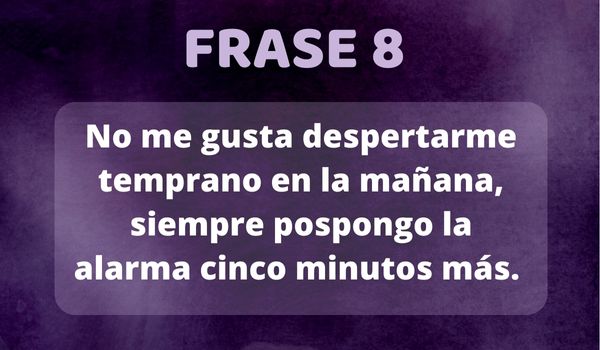 FRASE 8
No me gusta despertarme
temprano en la mañana,
siempre pospongo la
alarma cinco minutos más.